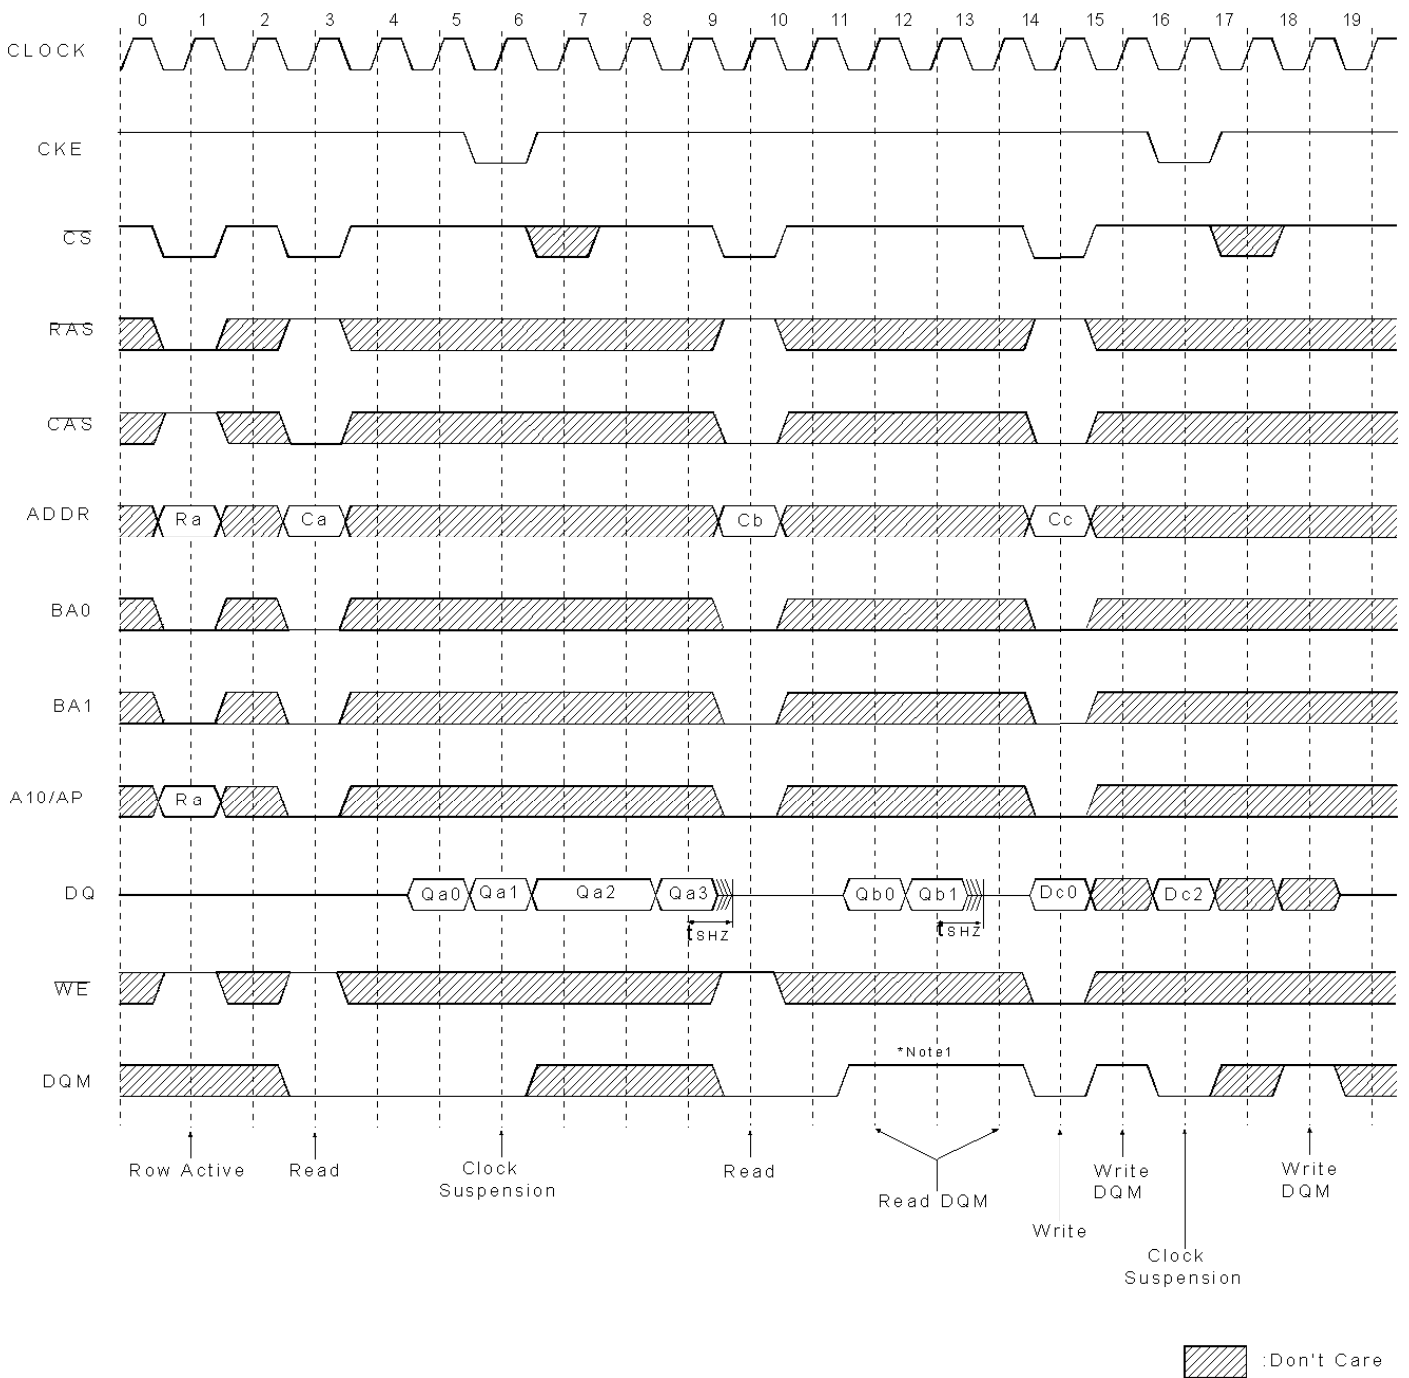 0 1 2 3 4 5 6 7 8 9 10 11 12 13 14 15 16 17 18 19
CLOCK
CKE
CS
RAS
CAS
ADDR Ra Ca Cb Cc
BA0
BA1
A10/AP Ra
DQ Qa0 Qa1 Qa2 Qa3 Qb0 Qb1 Dc0 Dc2
tSHZ tSHZ
WE
*Note1
DQM
Row Active
Read
Clock
Suspension
Read
Read DQM
Write
Write
DQM
Clock
Suspension
Write
DQM
:Don't Care